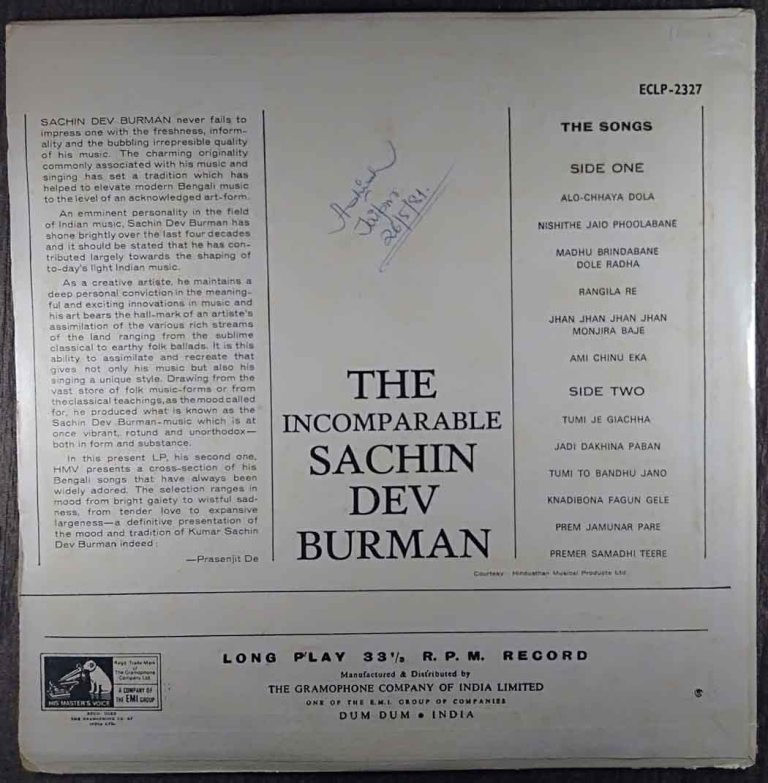 ECLP-2327
SACHIN DEV BURMAN never fails to
impress one with the freshness, inform-
ality and the bubbling irrepresible quality
of his music. The charming originality
commonly associated with his music and
singing has set a tradition which has
helped to elevate modern Bengali music
to the level of an acknowledged art-form.
An emminent personality in the field
of Indian music, Sachin Dev Burman has
shone brightly over the last four decades
and it should be stated that he has con-
tributed largely towards the shaping of
to-day's light Indian music.
As a creative artiste, he maintains a
deep personal conviction in the meaning-
ful and exciting innovations in music and
his art bears the hall-mark of an artiste's
assimilation of the various rich streams
of the land ranging from the sublime
classical to earthy folk ballads. It is this
ability to assimilate and recreate that
gives not only his music but also his
singing a unique style. Drawing from the
vast store of folk music-forms or from
the classical teachings, as the mood called
for, he produced what is known as the
Sachin Dev Burman-music which is at
once vibrant, rotund and unorthodox—
both in form and substance.
In this present LP, his second one,
HMV presents a cross-section of his
Bengali songs that have always been
widely adored. The selection ranges in
mood from bright gaiety to wistful sad-
ness, from tender love to expansive
largeness—a definitive presentation of
the mood and tradition of Kumar Sachin
Dev Burman indeed.
—Prasenjit De
Jaipur
26/5/81.
THE
INCOMPARABLE
SACHIN
DEV
BURMAN
THE SONGS
SIDE ONE
ALO-CHHAYA DOLA
NISHITHE JAIO PHOOLABANE
MADHU BRINDABANE
DOLE RADHA
RANGILA RE
JHAN JHAN JHAN JHAN
MONJIRA BAJE
AMI CHINU EKA
SIDE TWO
TUMI JE GIACHHA
JADI DAKHINA PABAN
TUMI TO BANDHU JANO
KNADIBONA FAGUN GELE
PREM JAMUNAR PARE
PREMER SAMADHI TEERE
Courtesy: Hindusthan Musical Products Ltd.
LONG PLAY 33⅓ R. P. M. RECORD
Manufactured & Distributed by
THE GRAMOPHONE COMPANY OF INDIA LIMITED
ONE OF THE E.M.I. GROUP OF COMPANIES
DUM DUM • INDIA
HIS MASTER'S VOICE
Regd. Trade Mark
of The
Gramophone
Company Ltd.
A COMPANY OF
THE EMI GROUP
REGD. USER
THE GRAMOPHONE CO. OF
INDIA LTD.